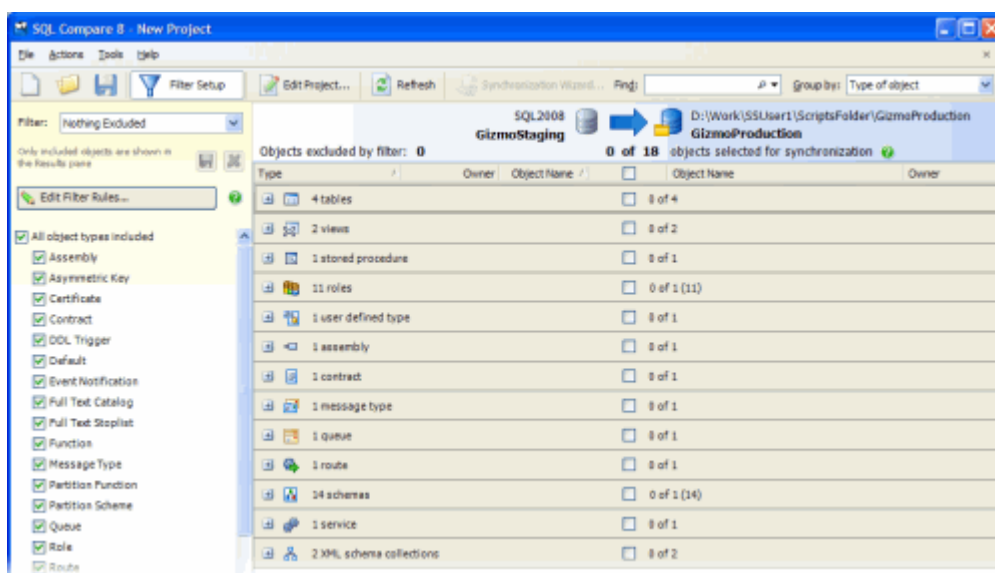 SQL Compare 8 - New Project
File Actions Tools Help
Filter Setup Edit Project... Refresh Synchronization Wizard... Find: Group by: Type of object
Filter: Nothing Excluded
Only included objects are shown in
the Results pane
Edit Filter Rules...
All object types included
Assembly
Asymmetric Key
Certificate
Contract
DDL Trigger
Default
Event Notification
Full Text Catalog
Full Text Stoplist
Function
Message Type
Partition Function
Partition Scheme
Queue
Role
Route
SQL2008 D:\Work\SSUser1\ScriptsFolder\GizmoProduction
GizmoStaging GizmoProduction
Objects excluded by filter: 0 0 of 18 objects selected for synchronization
Type Owner Object Name Object Name Owner
4 tables 0 of 4
2 views 0 of 2
1 stored procedure 0 of 1
11 roles 0 of 1 (11)
1 user defined type 0 of 1
1 assembly 0 of 1
1 contract 0 of 1
1 message type 0 of 1
1 queue 0 of 1
1 route 0 of 1
14 schemas 0 of 1 (14)
1 service 0 of 1
2 XML schema collections 0 of 2